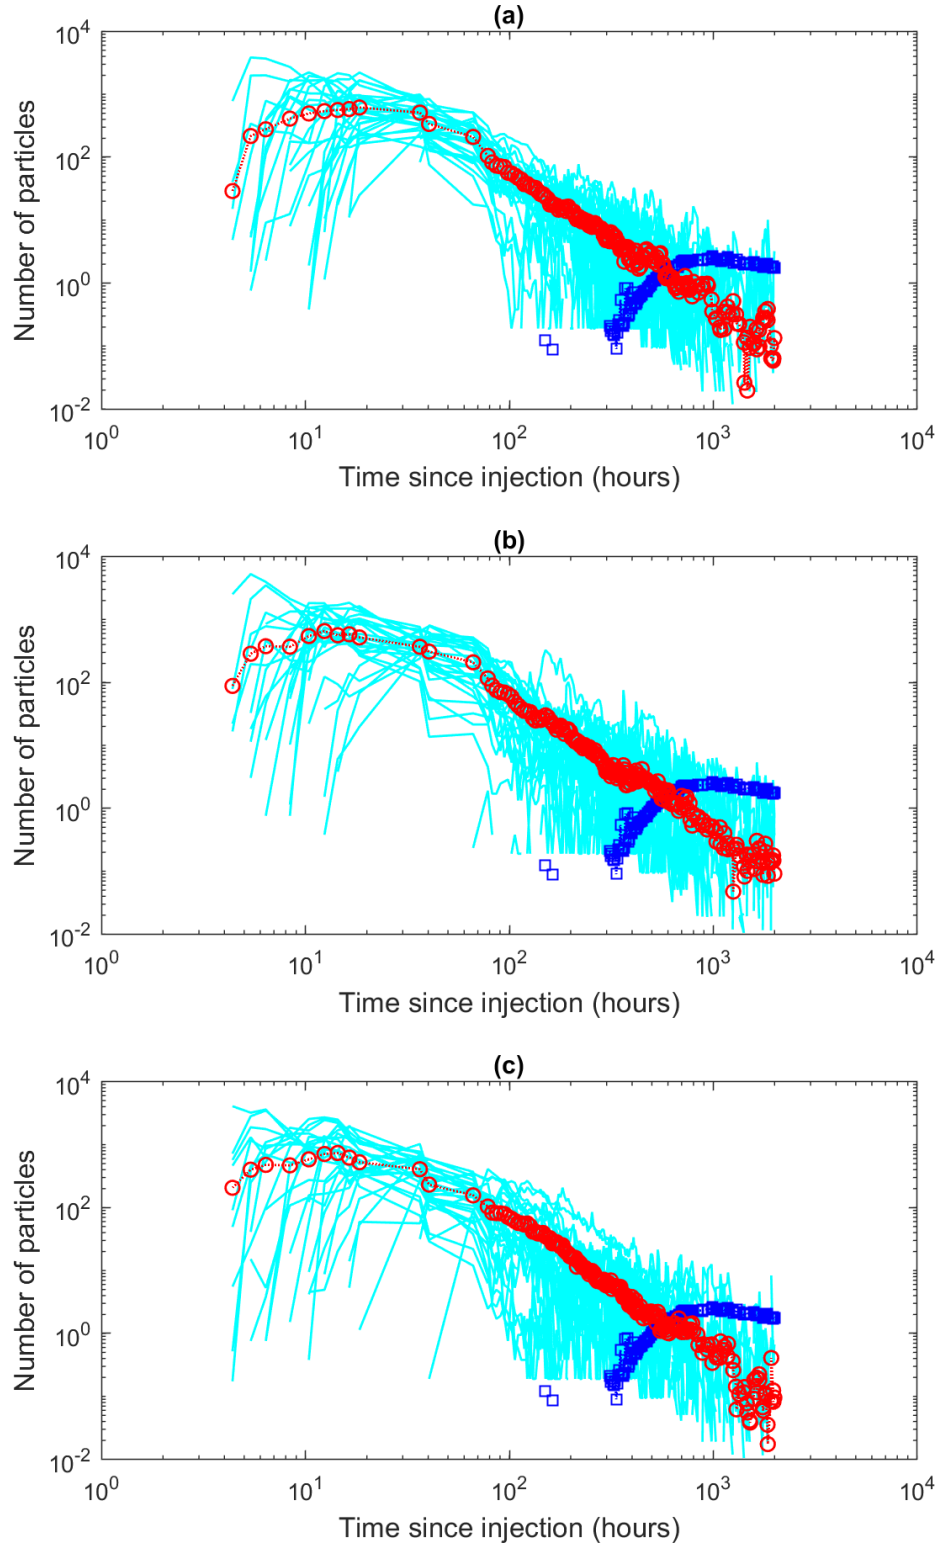 (a)
10^4
10^2
10^0
10^-2
Number of particles
10^0 10^1 10^2 10^3 10^4
Time since injection (hours)
(b)
10^4
10^2
10^0
10^-2
Number of particles
10^0 10^1 10^2 10^3 10^4
Time since injection (hours)
(c)
10^4
10^2
10^0
10^-2
Number of particles
10^0 10^1 10^2 10^3 10^4
Time since injection (hours)